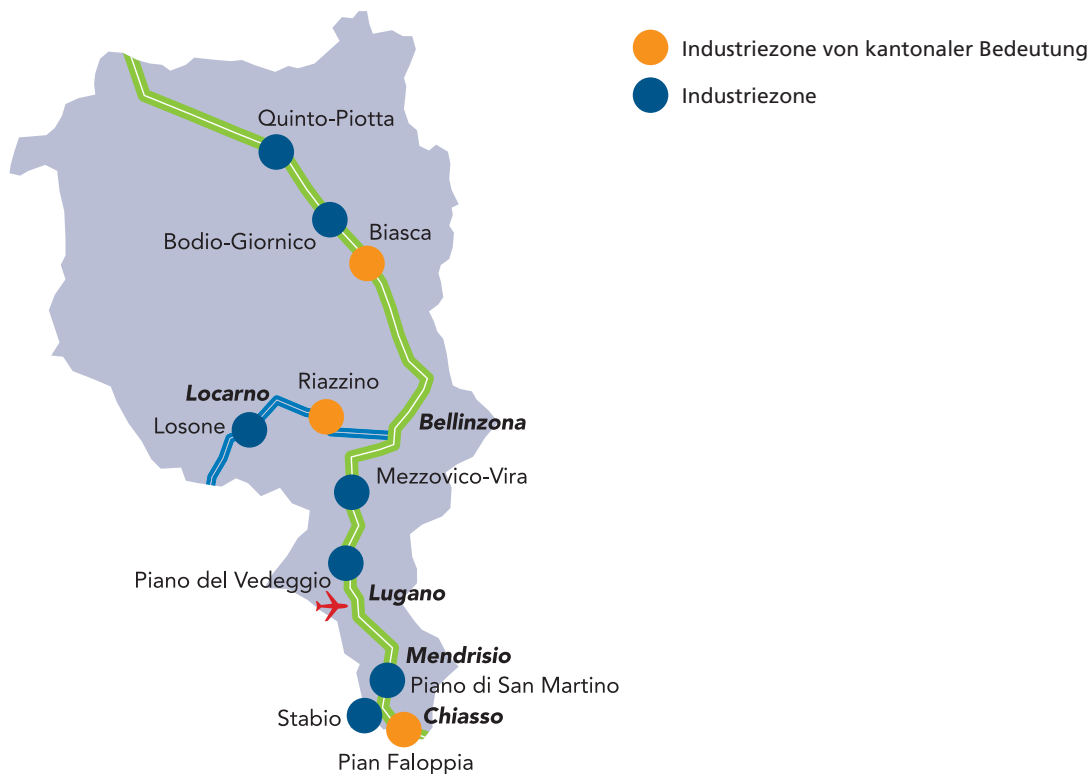 Industriezone von kantonaler Bedeutung
Industriezone
Quinto-Piotta
Bodio-Giornico
Biasca
Locarno
Riazzino
Losone
Bellinzona
Mezzovico-Vira
Piano del Vedeggio
Lugano
Mendrisio
Piano di San Martino
Stabio
Chiasso
Pian Faloppia